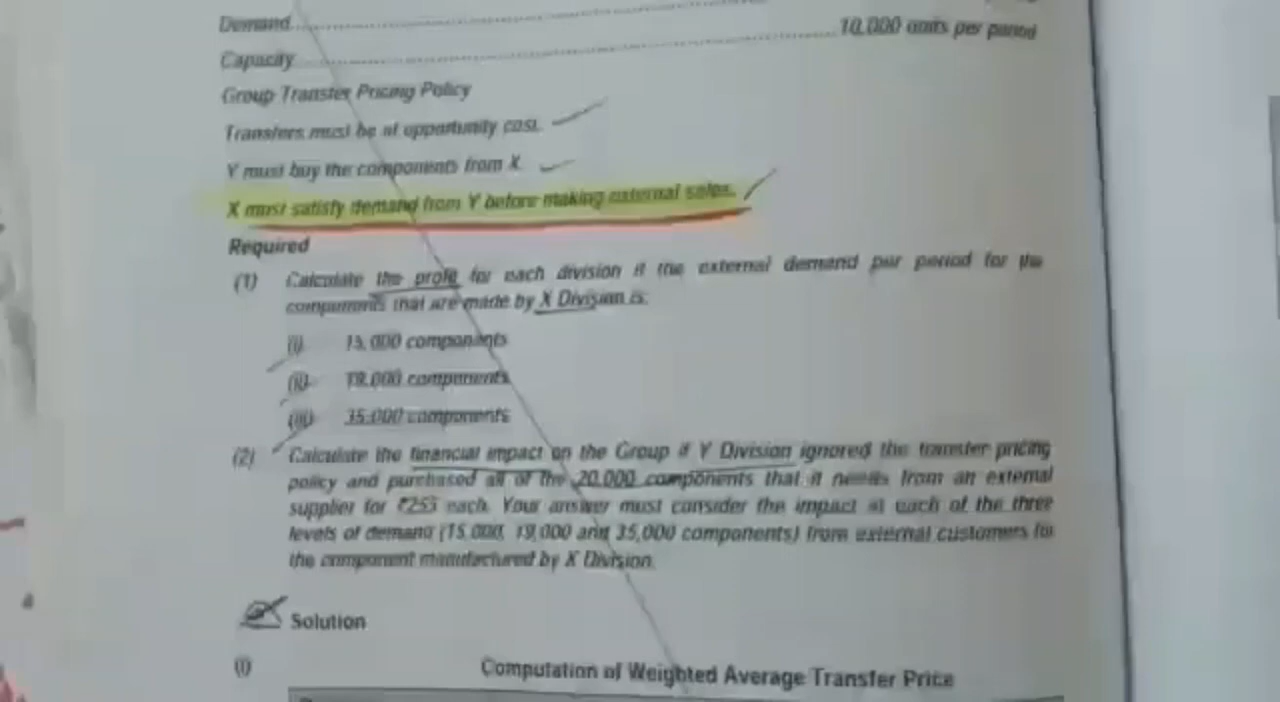 Demand
Capacity 10,000 units per period
Group Transfer Pricing Policy
Transfers must be at opportunity cost.
Y must buy the components from X.
X must satisfy demand from Y before making external sales.
Required
(1) Calculate the profit for each division if the external demand per period for the
components that are made by X Division is:
(i) 15,000 components
(ii) 19,000 components
(iii) 35,000 components
(2) Calculate the financial impact on the Group if Y Division ignored the transfer pricing
policy and purchased all of the 20,000 components that it needs from an external
supplier for ₹255 each. Your answer must consider the impact at each of the three
levels of demand (15,000, 19,000 and 35,000 components) from external customers for
the component manufactured by X Division.
Solution
(i) Computation of Weighted Average Transfer Price